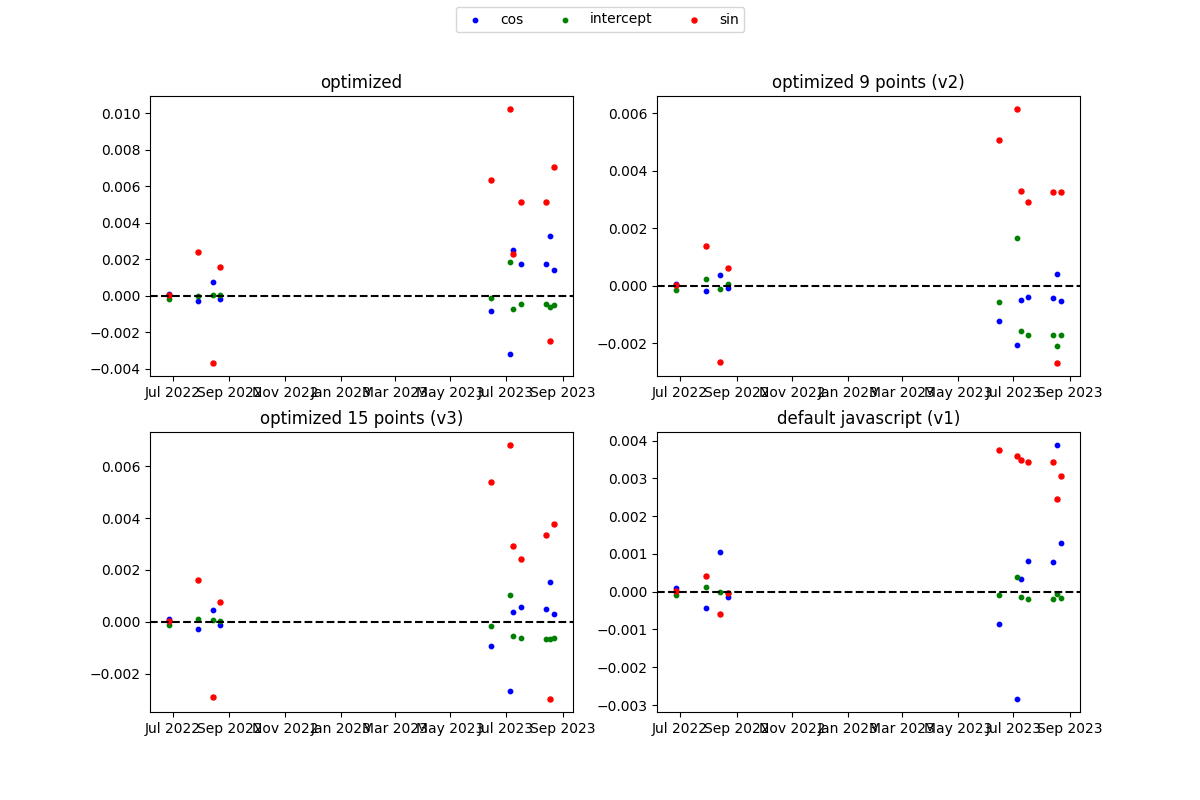 cos intercept sin
optimized
0.010
0.008
0.006
0.004
0.002
0.000
−0.002
−0.004
Jul 2022 Sep 2022 Nov 2022 Jan 2023 Mar 2023 May 2023 Jul 2023 Sep 2023
optimized 9 points (v2)
0.006
0.004
0.002
0.000
−0.002
Jul 2022 Sep 2022 Nov 2022 Jan 2023 Mar 2023 May 2023 Jul 2023 Sep 2023
optimized 15 points (v3)
0.006
0.004
0.002
0.000
−0.002
Jul 2022 Sep 2022 Nov 2022 Jan 2023 Mar 2023 May 2023 Jul 2023 Sep 2023
default javascript (v1)
0.004
0.003
0.002
0.001
0.000
−0.001
−0.002
−0.003
Jul 2022 Sep 2022 Nov 2022 Jan 2023 Mar 2023 May 2023 Jul 2023 Sep 2023